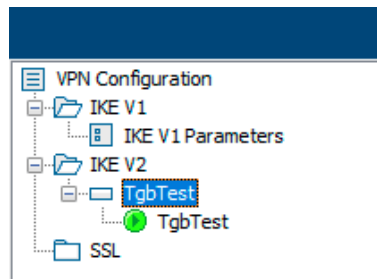 VPN Configuration
IKE V1
IKE V1 Parameters
IKE V2
TgbTest
TgbTest
SSL